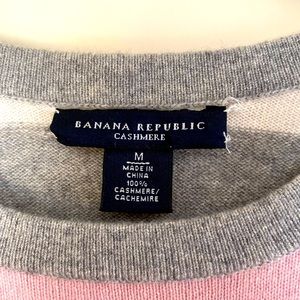 BANANA REPUBLIC
CASHMERE
M
MADE IN
CHINA
100%
CASHMERE/
CACHEMIRE